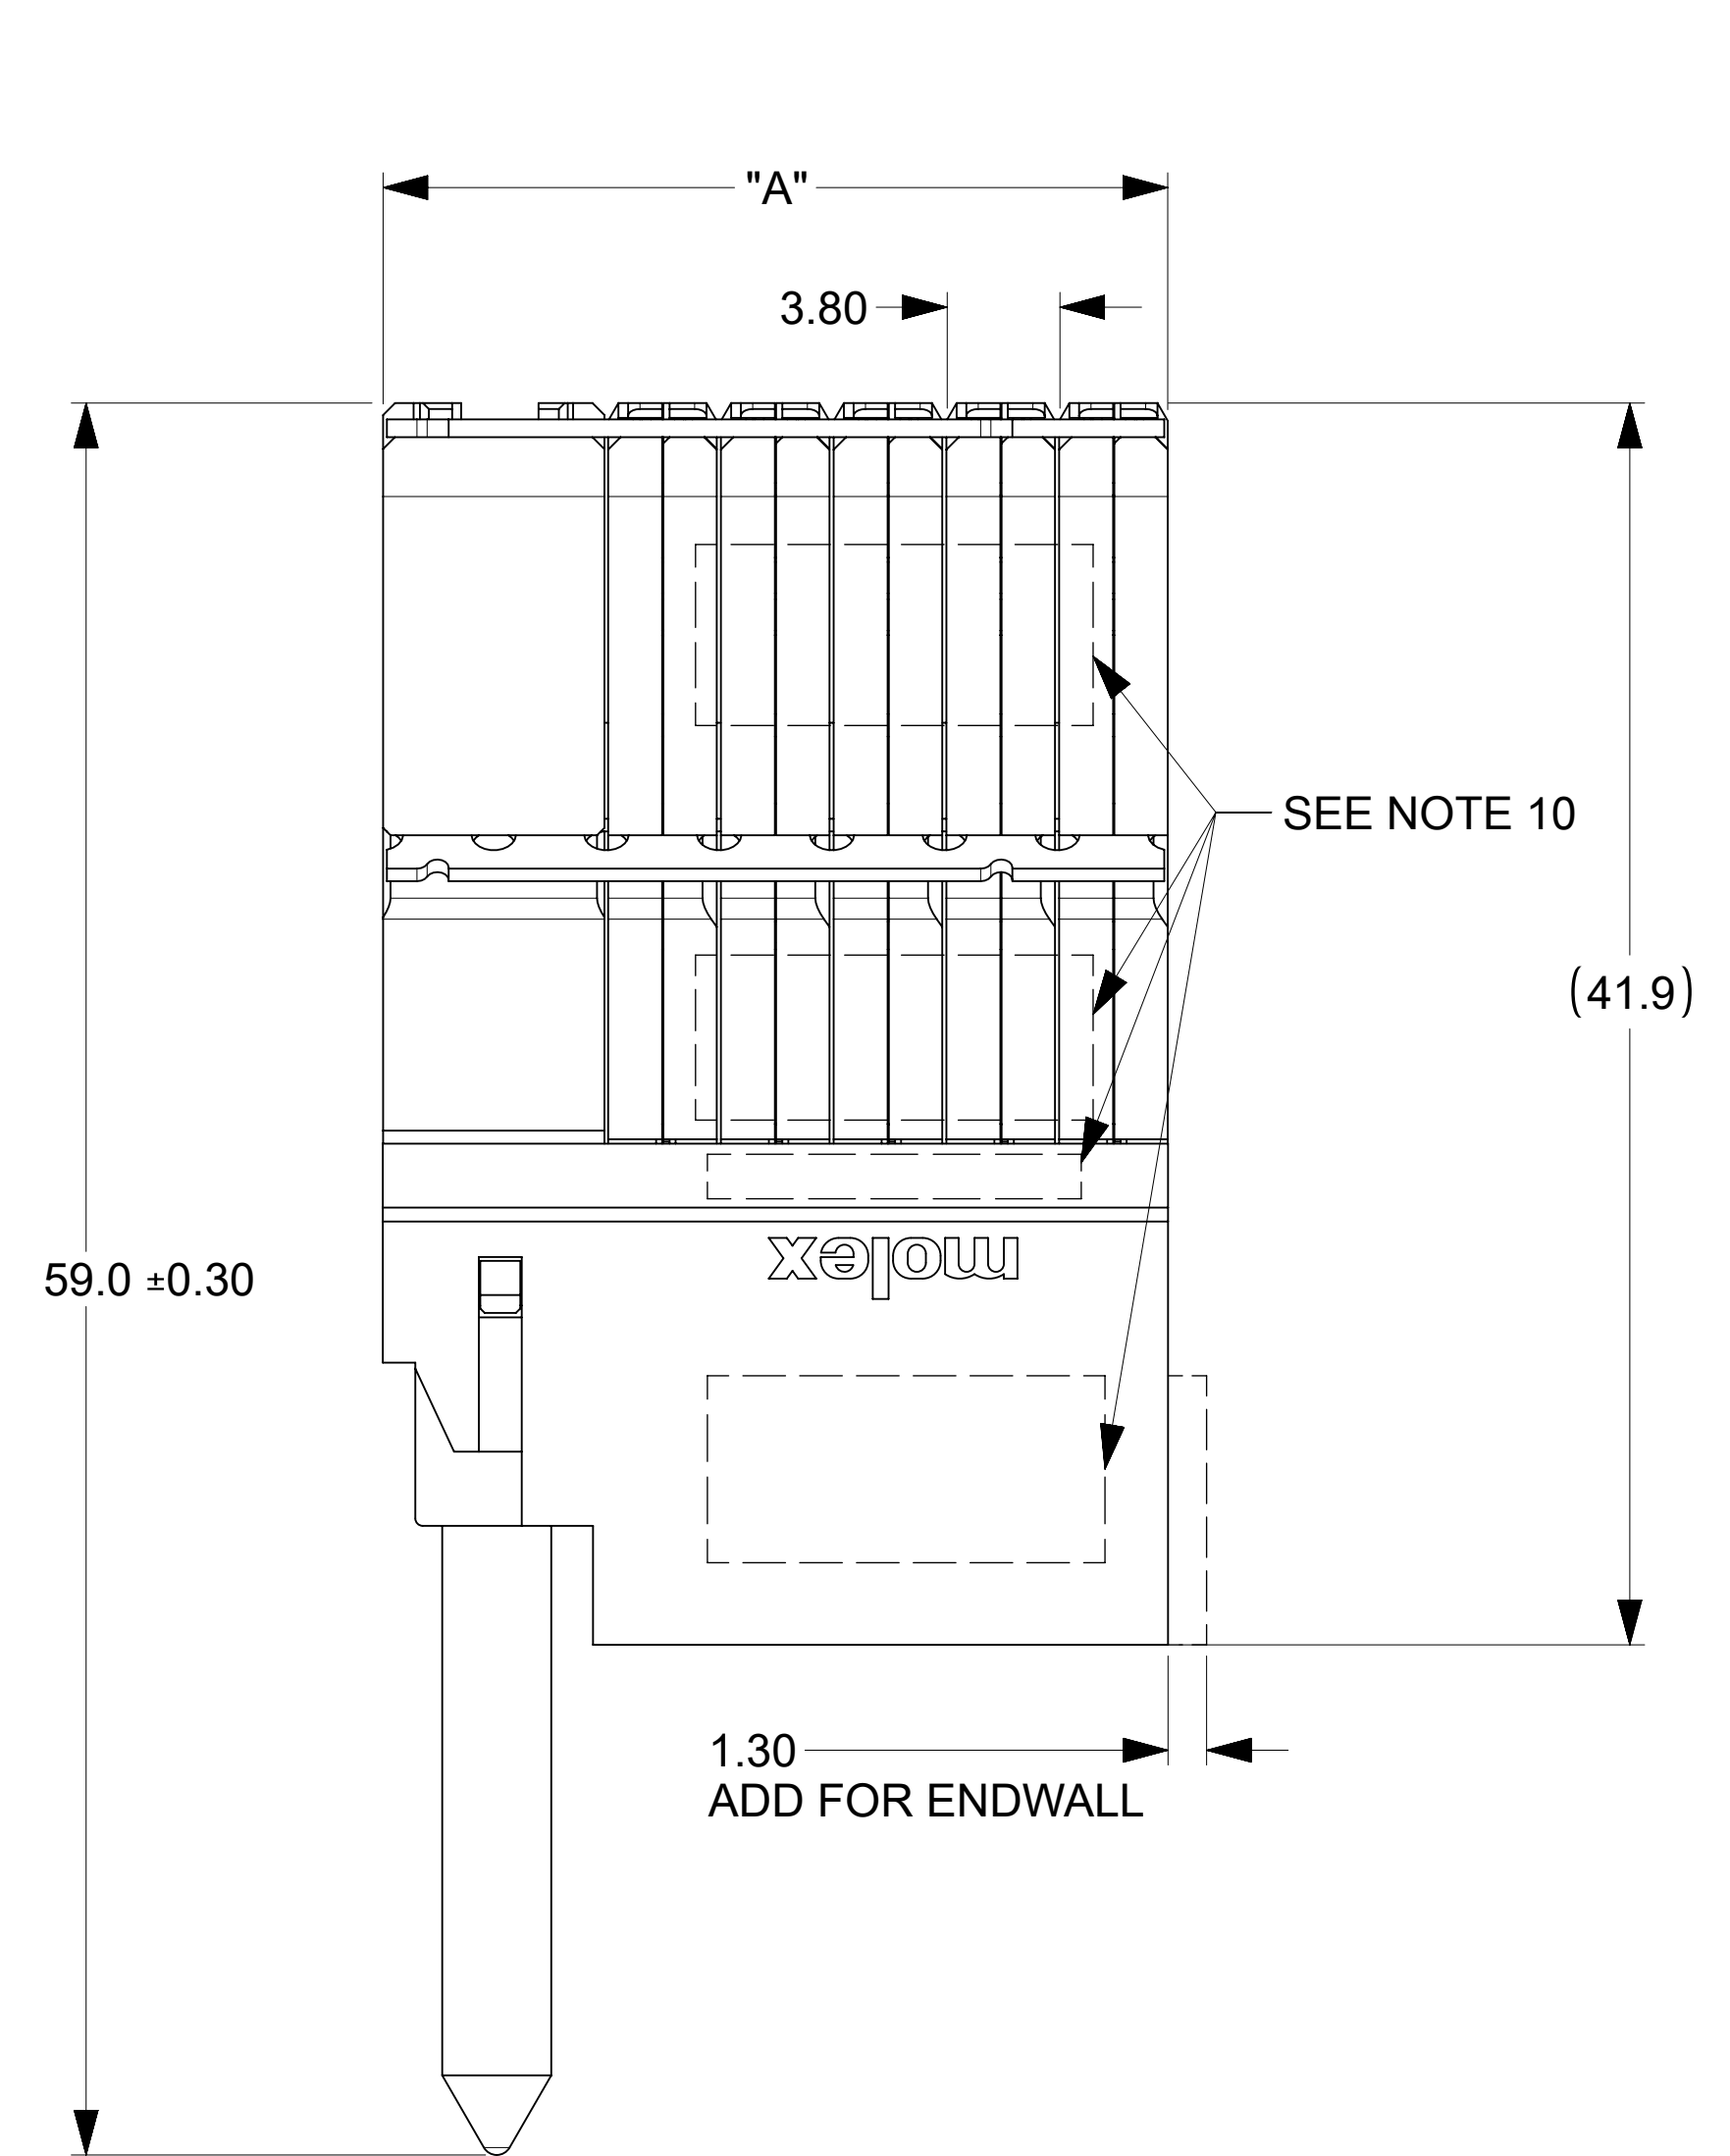 "A"
3.80
SEE NOTE 10
(41.9)
59.0 ±0.30
molex
1.30
ADD FOR ENDWALL